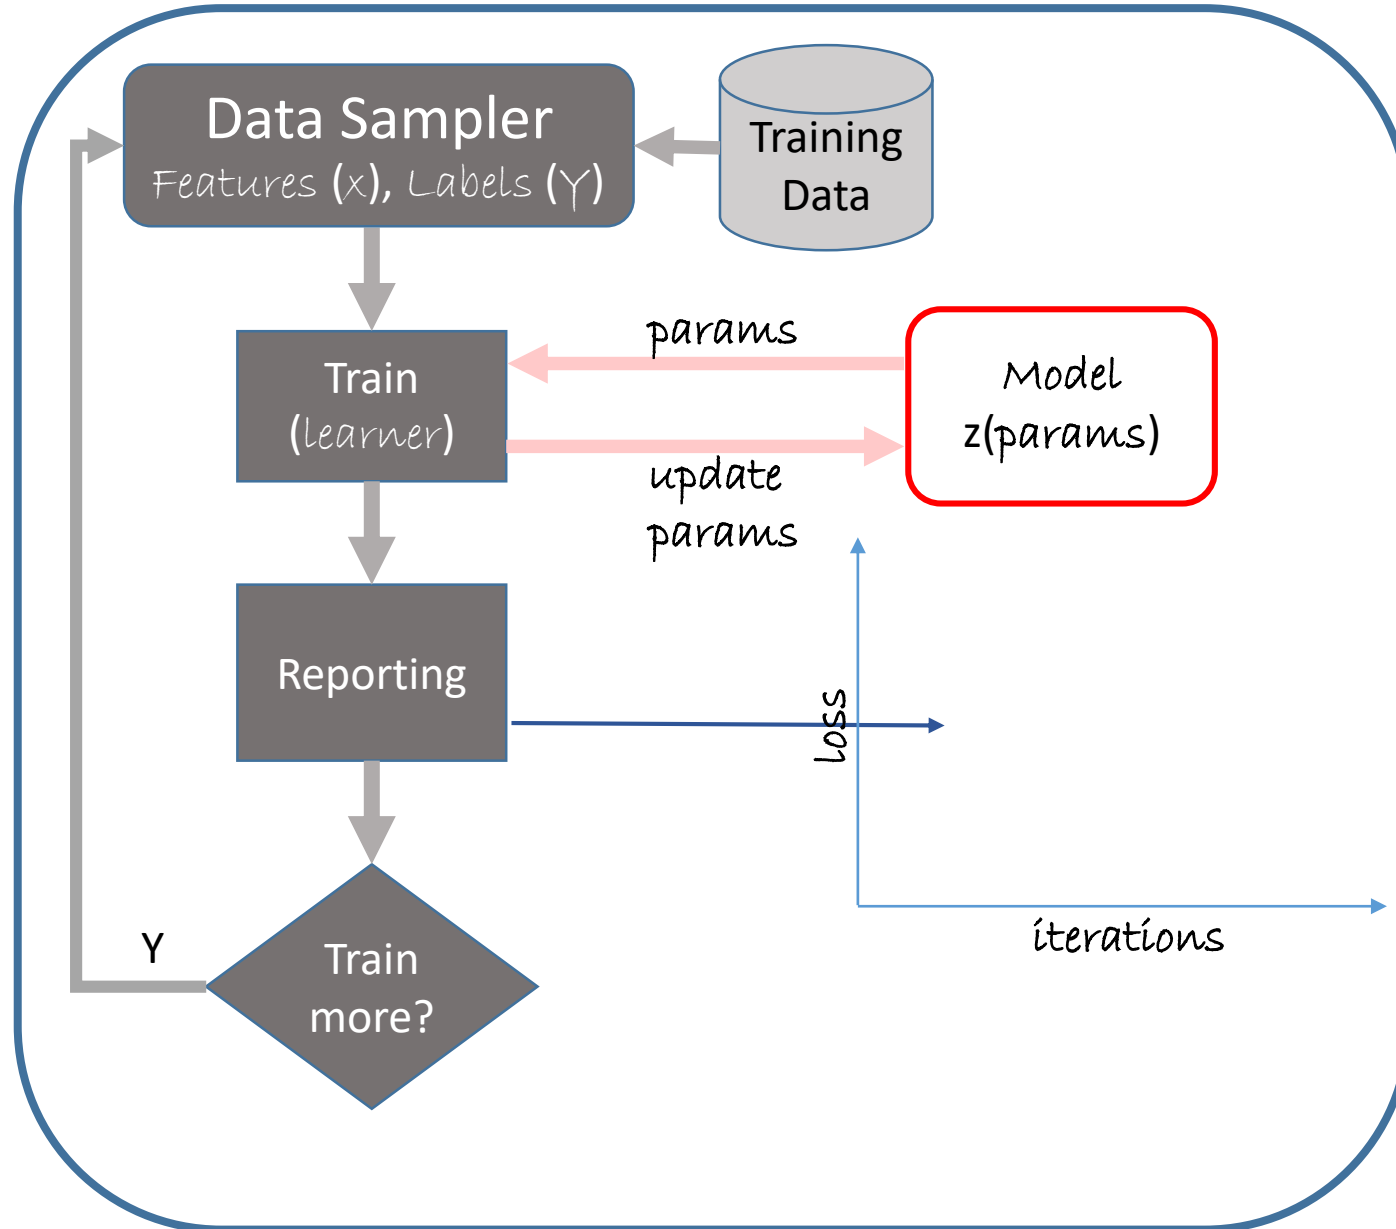 Data Sampler
Features (x), Labels (Y)
Training
Data
params
Train
(learner)
Model
z(params)
update
params
Reporting
loss
iterations
Y
Train
more?